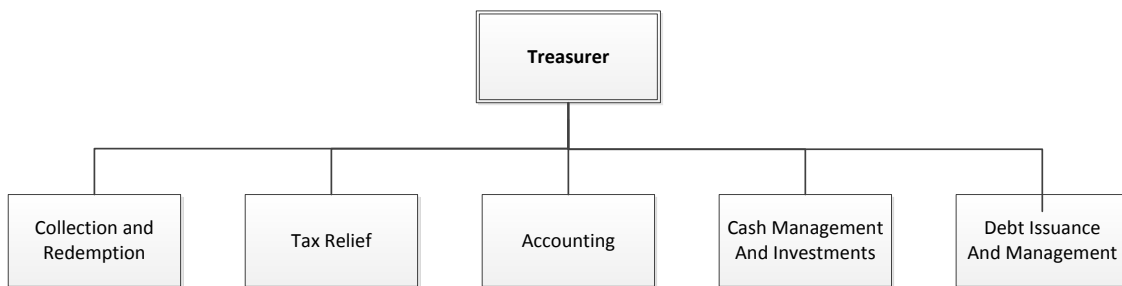 Treasurer
Collection and
Redemption
Tax Relief
Accounting
Cash Management
And Investments
Debt Issuance
And Management